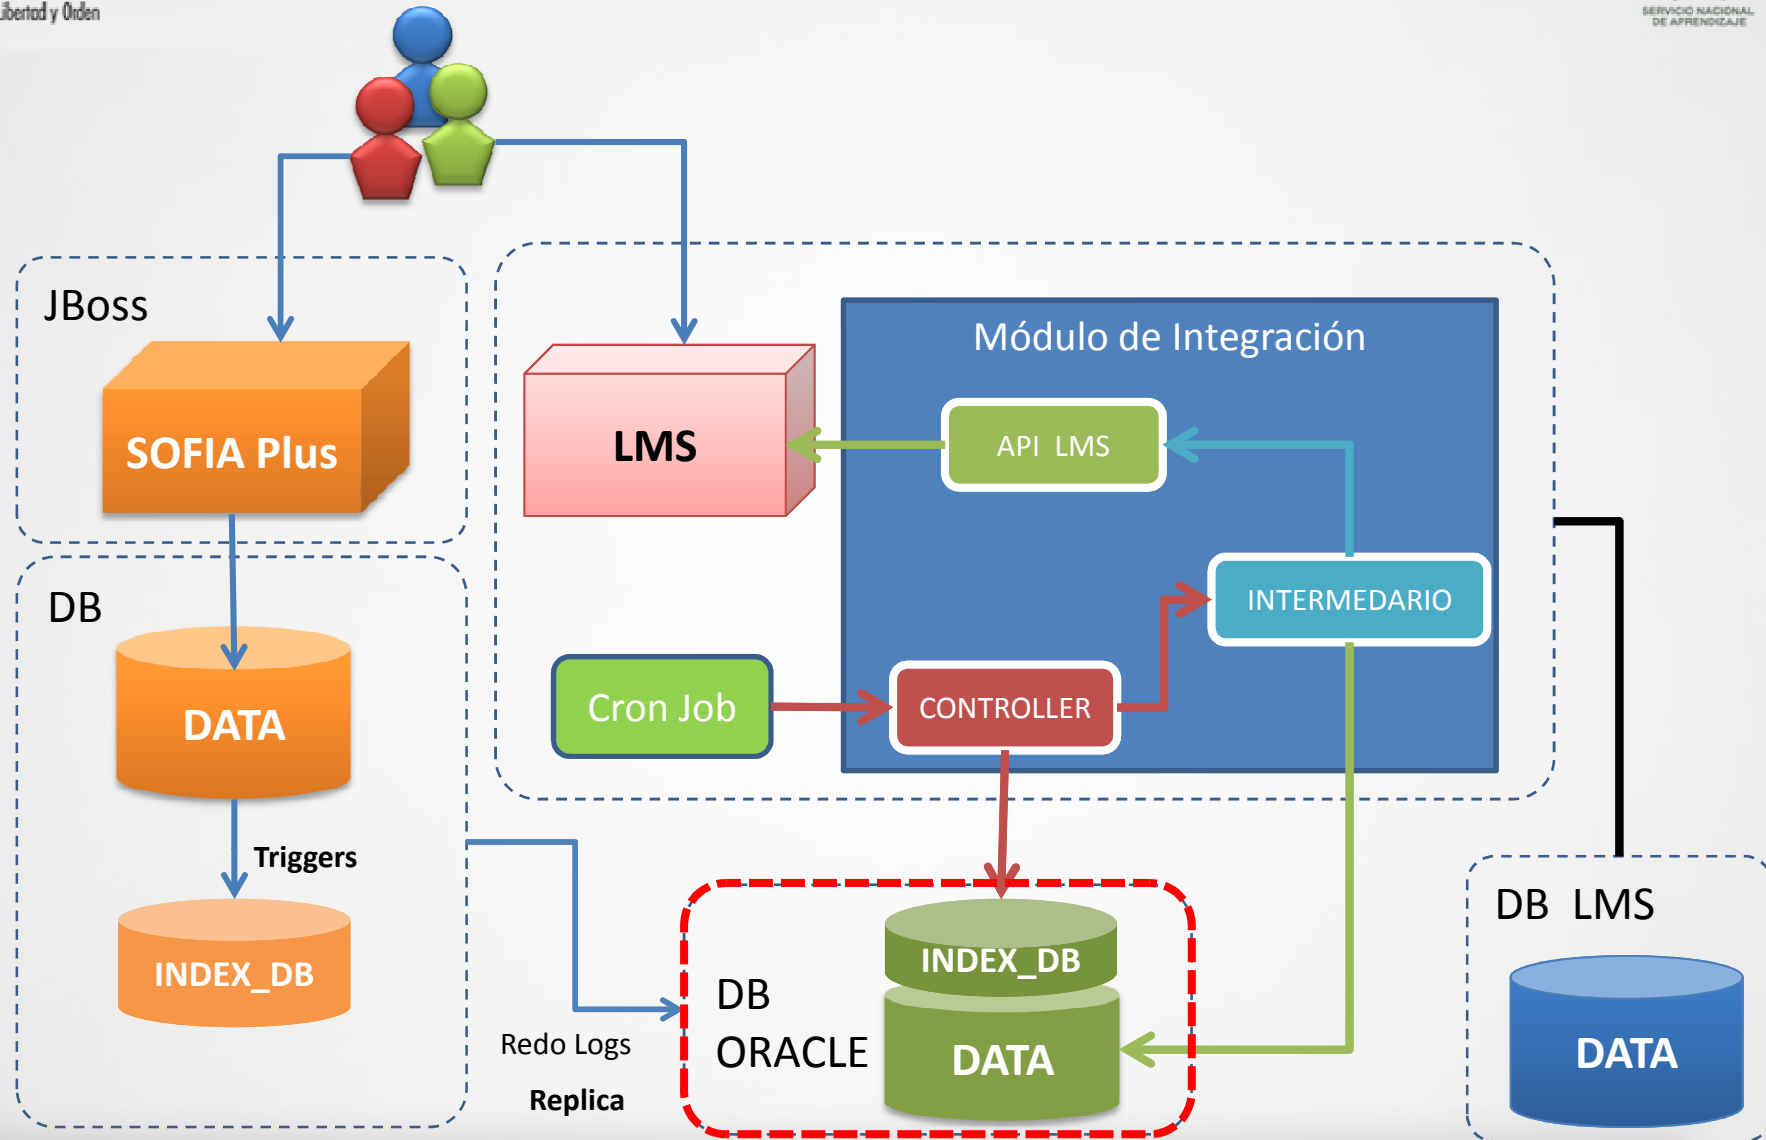 Libertad y Orden
SERVICIO NACIONAL
DE APRENDIZAJE
JBoss
SOFIA Plus
DB
DATA
Triggers
INDEX_DB
LMS
Módulo de Integración
API LMS
INTERMEDARIO
Cron Job
CONTROLLER
Redo Logs
Replica
DB
ORACLE
INDEX_DB
DATA
DB LMS
DATA